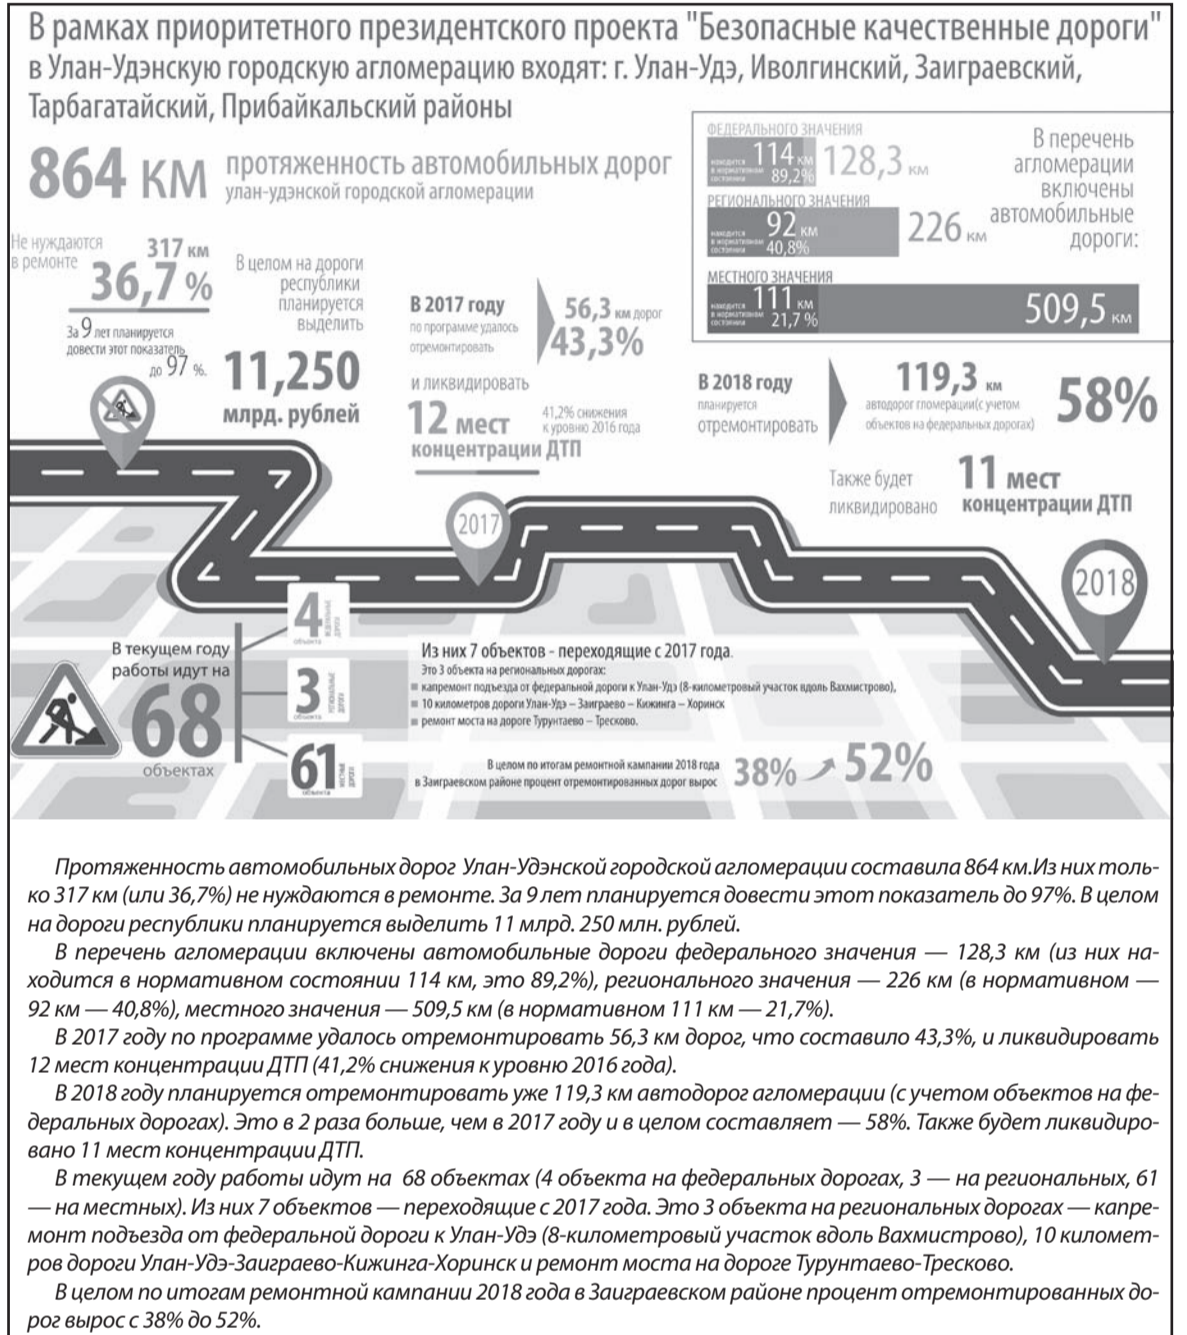 В рамках приоритетного президентского проекта "Безопасные качественные дороги"
в Улан-Удэнскую городскую агломерацию входят: г. Улан-Удэ, Иволгинский, Заиграевский,
Тарбагатайский, Прибайкальский районы
864 км
протяженность автомобильных дорог
улан-удэнской городской агломерации
Не нуждаются
в ремонте
317 км
36,7 %
За 9 лет планируется
довести этот показатель
до 97 %.
В целом на дороги
республики
планируется
выделить
11,250
млрд. рублей
В 2017 году
по программе удалось
отремонтировать
56,3 км дорог
43,3%
и ликвидировать
12 мест
концентрации ДТП
41,2% снижения
к уровню 2016 года
ФЕДЕРАЛЬНОГО ЗНАЧЕНИЯ
находится
в нормативном
состоянии
114 км
89,2%
128,3 км
РЕГИОНАЛЬНОГО ЗНАЧЕНИЯ
находится
в нормативном
состоянии
92 км
40,8%
226 км
МЕСТНОГО ЗНАЧЕНИЯ
находится
в нормативном
состоянии
111 км
21,7 %
509,5 км
В перечень
агломерации
включены
автомобильные
дороги:
В 2018 году
планируется
отремонтировать
119,3 км
автодорог гломерации(с учетом
объектов на федеральных дорогах)
58%
Также будет
ликвидировано
11 мест
концентрации ДТП
2017
2018
В текущем году
работы идут на
68
объектах
4
объекта
ФЕДЕРАЛЬНЫЕ
ДОРОГИ
3
объекта
РЕГИОНАЛЬНЫЕ
ДОРОГИ
61
объекта
МЕСТНЫЕ
ДОРОГИ
Из них 7 объектов - переходящие с 2017 года.
Это 3 объекта на региональных дорогах:
капремонт подъезда от федеральной дороги к Улан-Удэ (8-километровый участок вдоль Вахмистрово),
10 километров дороги Улан-Удэ – Заиграево – Кижинга – Хоринск
ремонт моста на дороге Турунтаево – Тресково.
В целом по итогам ремонтной кампании 2018 года
в Заиграевском районе процент отремонтированных дорог вырос
38% 52%
Протяженность автомобильных дорог Улан-Удэнской городской агломерации составила 864 км.Из них толь-
ко 317 км (или 36,7%) не нуждаются в ремонте. За 9 лет планируется довести этот показатель до 97%. В целом
на дороги республики планируется выделить 11 млрд. 250 млн. рублей.
В перечень агломерации включены автомобильные дороги федерального значения — 128,3 км (из них на-
ходится в нормативном состоянии 114 км, это 89,2%), регионального значения — 226 км (в нормативном —
92 км — 40,8%), местного значения — 509,5 км (в нормативном 111 км — 21,7%).
В 2017 году по программе удалось отремонтировать 56,3 км дорог, что составило 43,3%, и ликвидировать
12 мест концентрации ДТП (41,2% снижения к уровню 2016 года).
В 2018 году планируется отремонтировать уже 119,3 км автодорог агломерации (с учетом объектов на фе-
деральных дорогах). Это в 2 раза больше, чем в 2017 году и в целом составляет — 58%. Также будет ликвидиро-
вано 11 мест концентрации ДТП.
В текущем году работы идут на 68 объектах (4 объекта на федеральных дорогах, 3 — на региональных, 61
— на местных). Из них 7 объектов — переходящие с 2017 года. Это 3 объекта на региональных дорогах — капре-
монт подъезда от федеральной дороги к Улан-Удэ (8-километровый участок вдоль Вахмистрово), 10 километ-
ров дороги Улан-Удэ-Заиграево-Кижинга-Хоринск и ремонт моста на дороге Турунтаево-Тресково.
В целом по итогам ремонтной кампании 2018 года в Заиграевском районе процент отремонтированных до-
рог вырос с 38% до 52%.